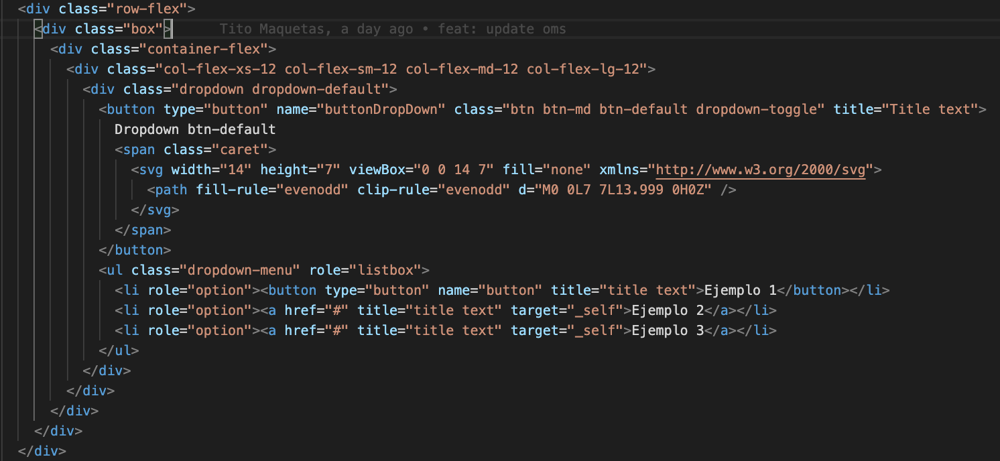 <div class="row-flex">
<div class="box">	Tito Maquetas, a day ago • feat: update oms
<div class="container-flex">
<div class="col-flex-xs-12 col-flex-sm-12 col-flex-md-12 col-flex-lg-12">
<div class="dropdown dropdown-default">
<button type="button" name="buttonDropDown" class="btn btn-md btn-default dropdown-toggle" title="Title text">
Dropdown btn-default
<span class="caret">
<svg width="14" height="7" viewBox="0 0 14 7" fill="none" xmlns="http://www.w3.org/2000/svg">
<path fill-rule="evenodd" clip-rule="evenodd" d="M0 0L7 7L13.999 0H0Z" />
</svg>
</span>
</button>
<ul class="dropdown-menu" role="listbox">
<li role="option"><button type="button" name="button" title="title text">Ejemplo 1</button></li>
<li role="option"><a href="#" title="title text" target="_self">Ejemplo 2</a></li>
<li role="option"><a href="#" title="title text" target="_self">Ejemplo 3</a></li>
</ul>
</div>
</div>
</div>
</div>
</div>